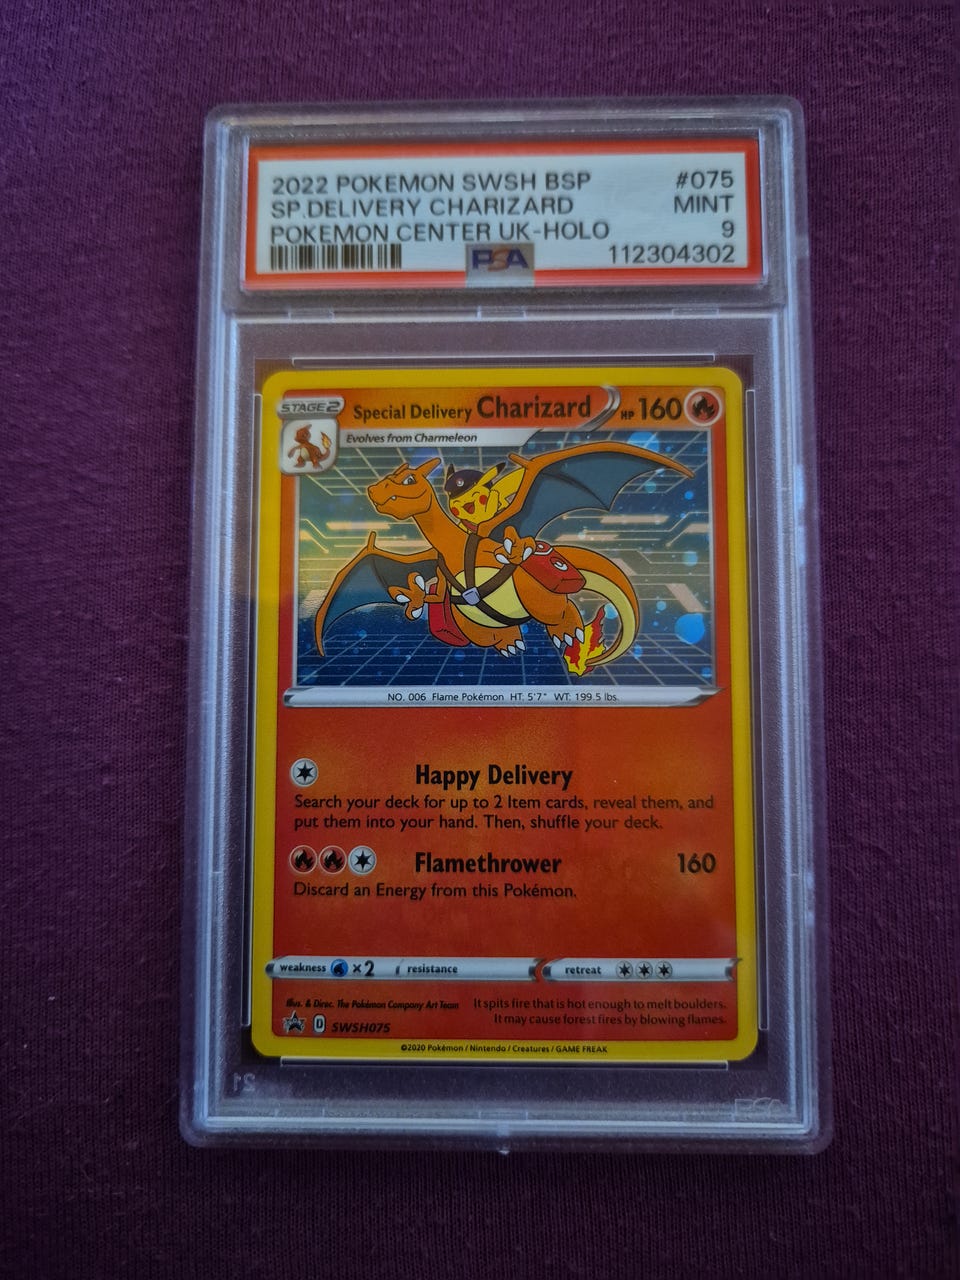 2022 POKEMON SWSH BSP #075
SP.DELIVERY CHARIZARD MINT
POKEMON CENTER UK-HOLO 9
PSA 112304302
STAGE 2 Special Delivery Charizard HP 160
Evolves from Charmeleon
NO. 006 Flame Pokémon HT: 5'7" WT: 199.5 lbs.
Happy Delivery
Search your deck for up to 2 Item cards, reveal them, and
put them into your hand. Then, shuffle your deck.
Flamethrower 160
Discard an Energy from this Pokémon.
weakness ×2 resistance retreat
Illus. & Direc. The Pokémon Company Art Team
It spits fire that is hot enough to melt boulders.
It may cause forest fires by blowing flames.
D SWSH075
©2020 Pokémon / Nintendo / Creatures / GAME FREAK
PSA